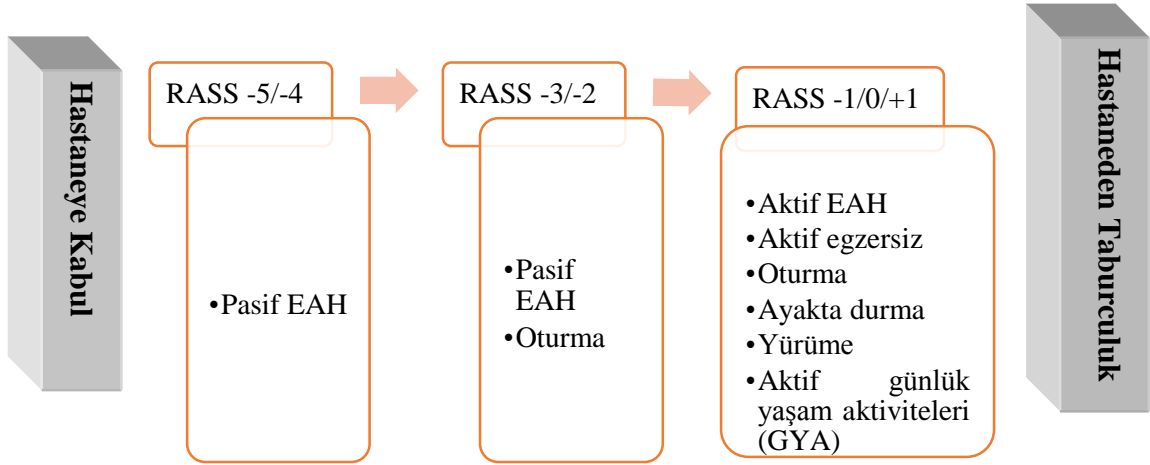 Hastaneye Kabul
RASS -5/-4
•Pasif EAH
RASS -3/-2
•Pasif
EAH
•Oturma
RASS -1/0/+1
•Aktif EAH
•Aktif egzersiz
•Oturma
•Ayakta durma
•Yürüme
•Aktif günlük
yaşam aktiviteleri
(GYA)
Hastaneden Taburculuk